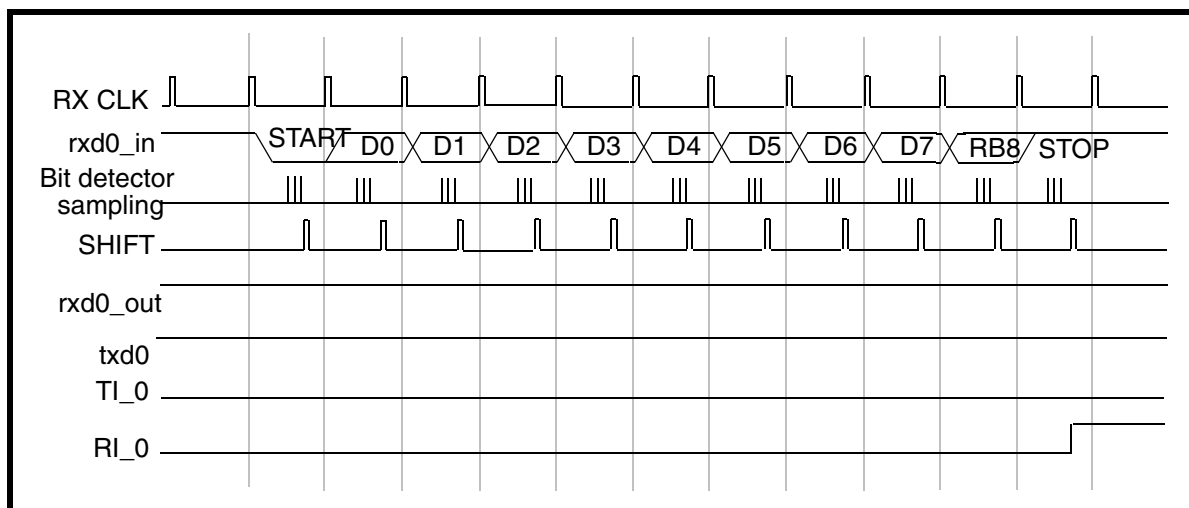 RX CLK
rxd0_in START D0 D1 D2 D3 D4 D5 D6 D7 RB8 STOP
Bit detector
sampling
SHIFT
rxd0_out
txd0
TI_0
RI_0